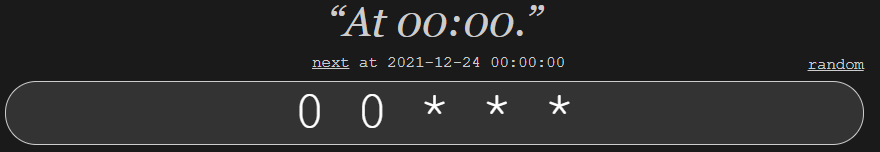 “At 00:00.”
next at 2021-12-24 00:00:00
random
0 0 * * *